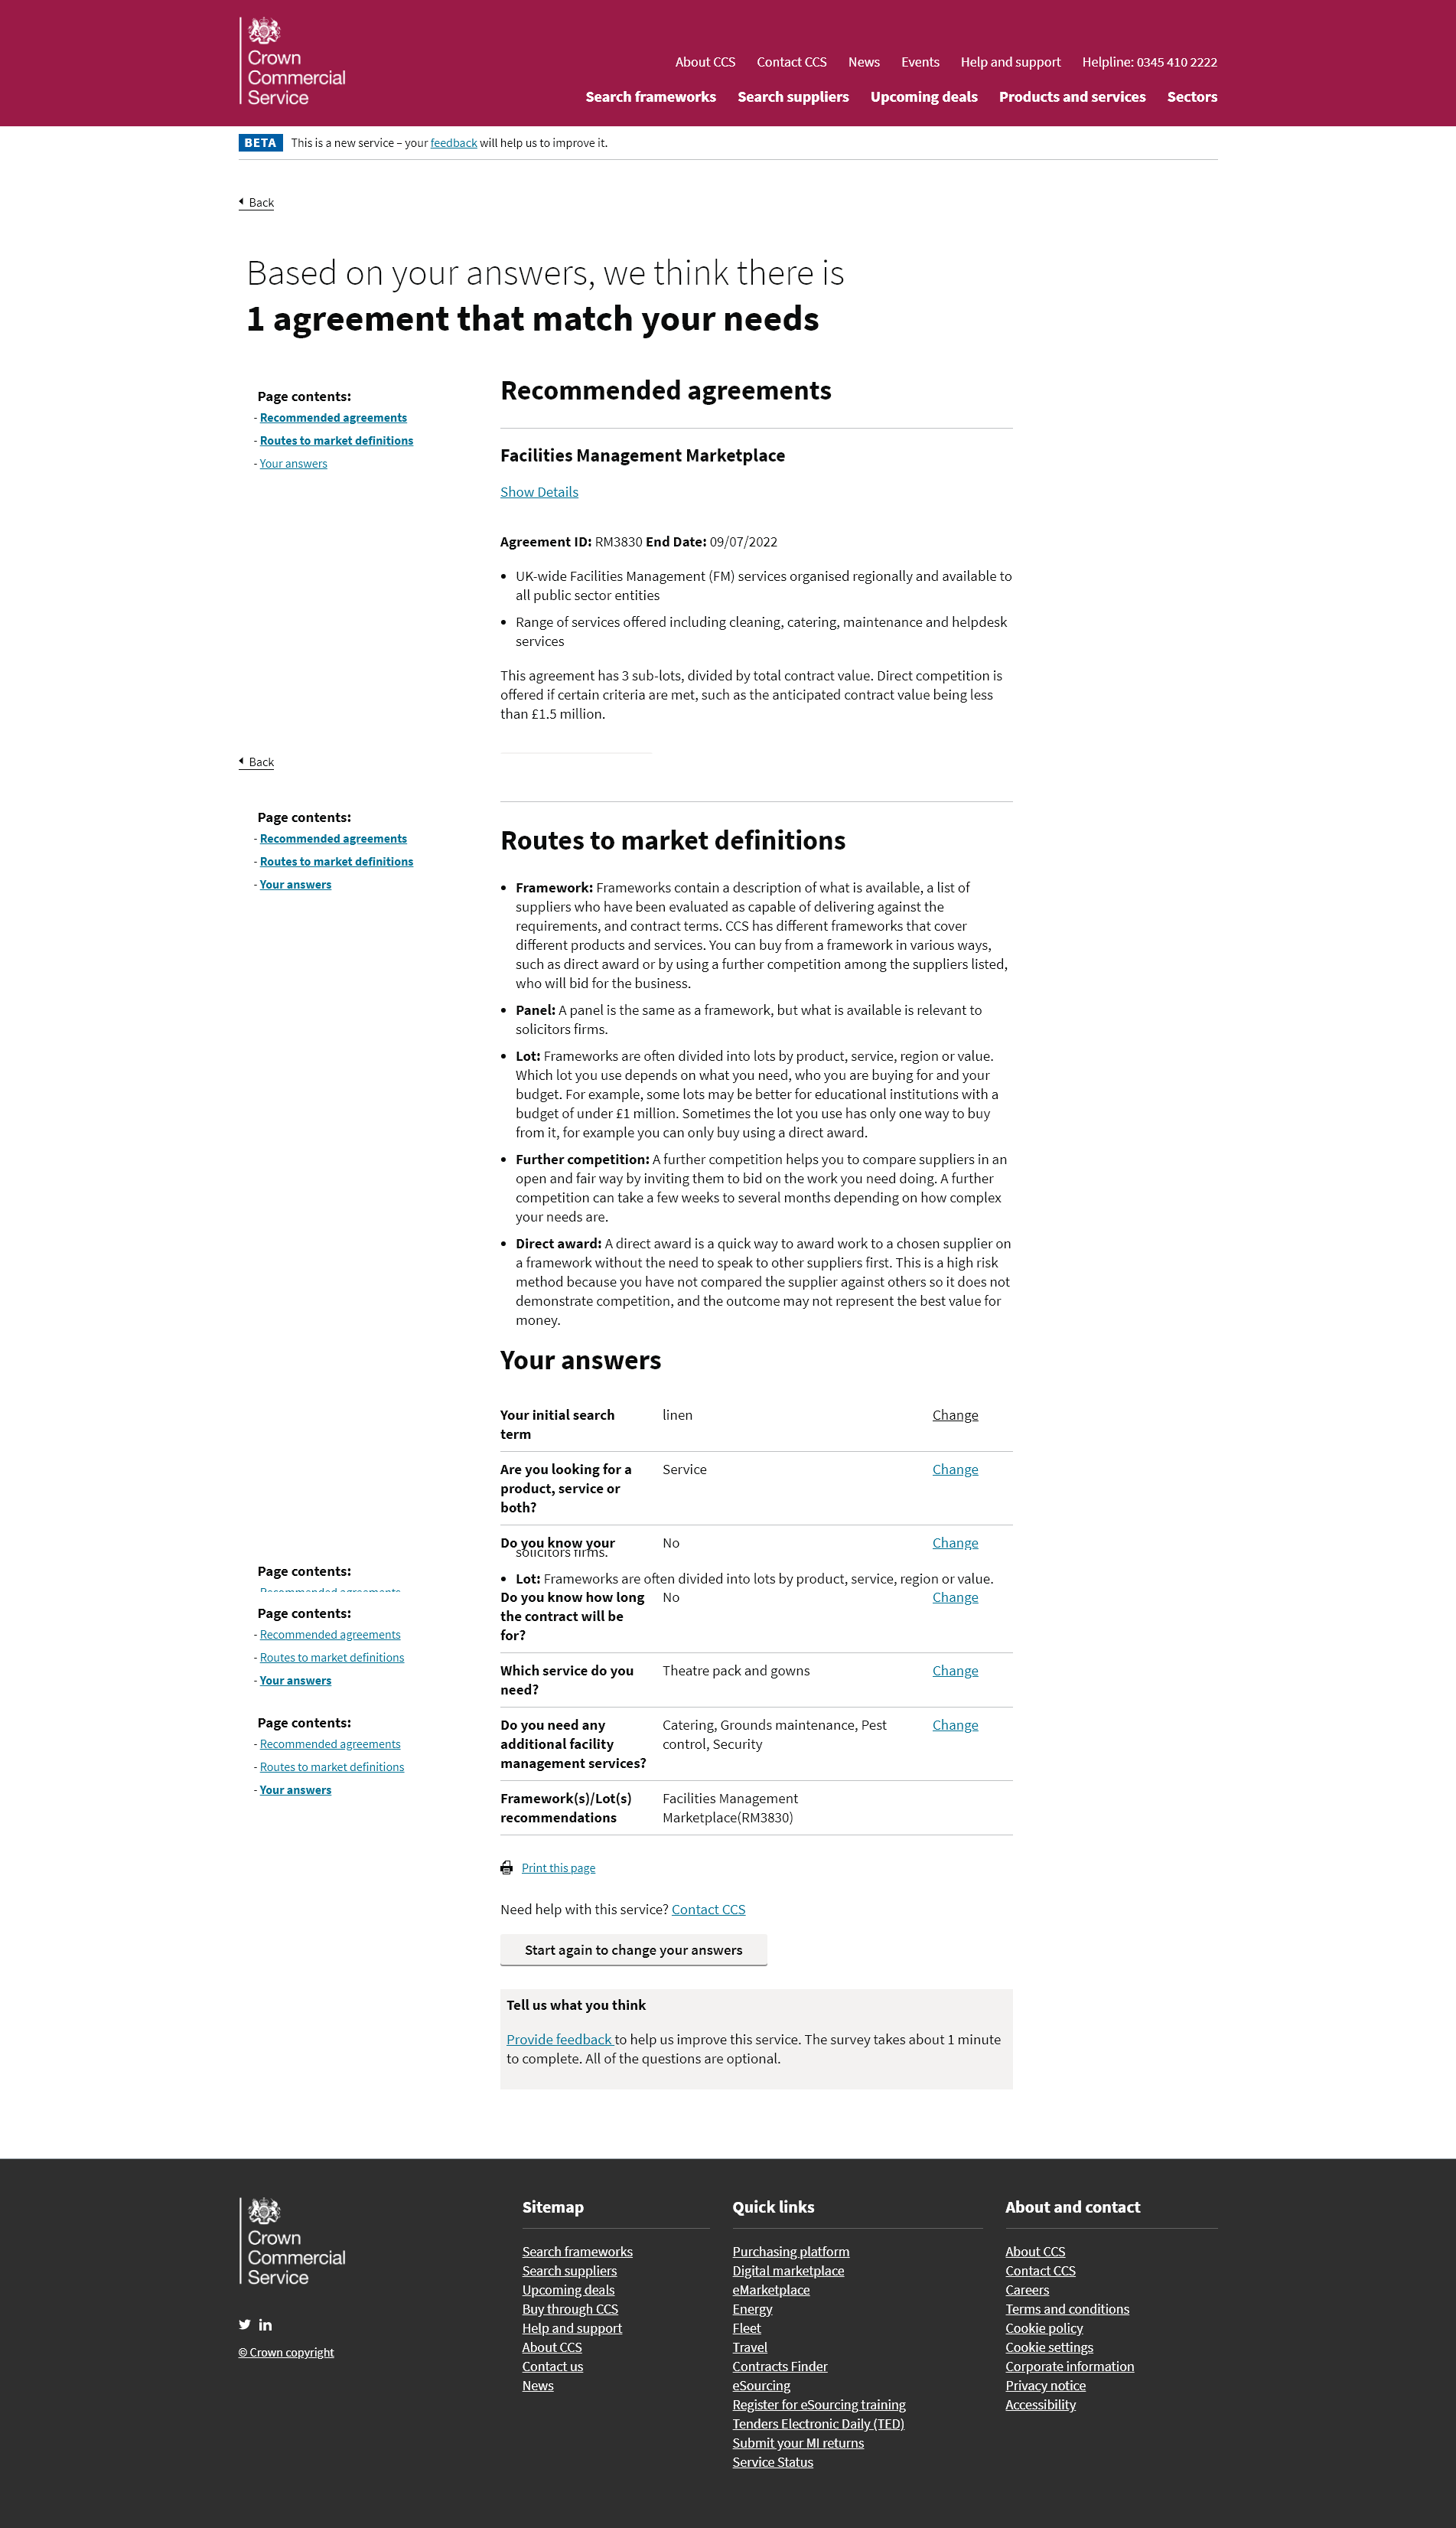 Crown
Commercial
Service
About CCS Contact CCS News Events Help and support Helpline: 0345 410 2222
Search frameworks Search suppliers Upcoming deals Products and services Sectors
BETA This is a new service – your feedback will help us to improve it.
Back
Based on your answers, we think there is
1 agreement that match your needs
Page contents:
- Recommended agreements
- Routes to market definitions
- Your answers
Recommended agreements
Facilities Management Marketplace
Show Details
Agreement ID: RM3830 End Date: 09/07/2022
• UK-wide Facilities Management (FM) services organised regionally and available to
all public sector entities
• Range of services offered including cleaning, catering, maintenance and helpdesk
services
This agreement has 3 sub-lots, divided by total contract value. Direct competition is
offered if certain criteria are met, such as the anticipated contract value being less
than £1.5 million.
Back
Page contents:
- Recommended agreements
- Routes to market definitions
- Your answers
Routes to market definitions
• Framework: Frameworks contain a description of what is available, a list of
suppliers who have been evaluated as capable of delivering against the
requirements, and contract terms. CCS has different frameworks that cover
different products and services. You can buy from a framework in various ways,
such as direct award or by using a further competition among the suppliers listed,
who will bid for the business.
• Panel: A panel is the same as a framework, but what is available is relevant to
solicitors firms.
• Lot: Frameworks are often divided into lots by product, service, region or value.
Which lot you use depends on what you need, who you are buying for and your
budget. For example, some lots may be better for educational institutions with a
budget of under £1 million. Sometimes the lot you use has only one way to buy
from it, for example you can only buy using a direct award.
• Further competition: A further competition helps you to compare suppliers in an
open and fair way by inviting them to bid on the work you need doing. A further
competition can take a few weeks to several months depending on how complex
your needs are.
• Direct award: A direct award is a quick way to award work to a chosen supplier on
a framework without the need to speak to other suppliers first. This is a high risk
method because you have not compared the supplier against others so it does not
demonstrate competition, and the outcome may not represent the best value for
money.
Your answers
Your initial search linen Change
term
Are you looking for a Service Change
product, service or
both?
Do you know your No Change
solicitors firms.
• Lot: Frameworks are often divided into lots by product, service, region or value.
Do you know how long No Change
the contract will be
for?
Which service do you Theatre pack and gowns Change
need?
Do you need any Catering, Grounds maintenance, Pest Change
additional facility control, Security
management services?
Framework(s)/Lot(s) Facilities Management
recommendations Marketplace(RM3830)
Page contents:
- Recommended agreements
Page contents:
- Recommended agreements
- Routes to market definitions
- Your answers
Page contents:
- Recommended agreements
- Routes to market definitions
- Your answers
Print this page
Need help with this service? Contact CCS
Start again to change your answers
Tell us what you think
Provide feedback to help us improve this service. The survey takes about 1 minute
to complete. All of the questions are optional.
Crown
Commercial
Service
© Crown copyright
Sitemap
Search frameworks
Search suppliers
Upcoming deals
Buy through CCS
Help and support
About CCS
Contact us
News
Quick links
Purchasing platform
Digital marketplace
eMarketplace
Energy
Fleet
Travel
Contracts Finder
eSourcing
Register for eSourcing training
Tenders Electronic Daily (TED)
Submit your MI returns
Service Status
About and contact
About CCS
Contact CCS
Careers
Terms and conditions
Cookie policy
Cookie settings
Corporate information
Privacy notice
Accessibility